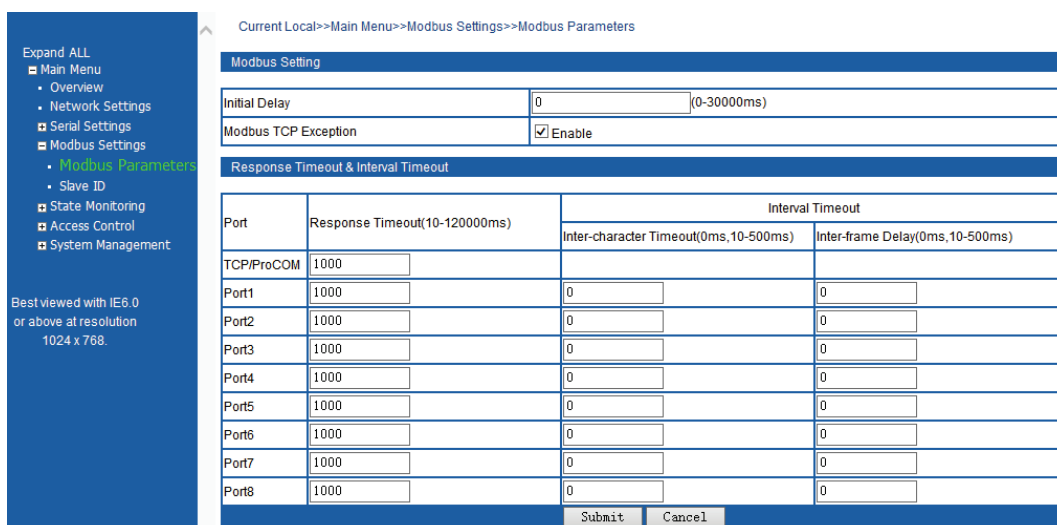 Current Local>>Main Menu>>Modbus Settings>>Modbus Parameters
Expand ALL
Main Menu
Overview
Network Settings
Serial Settings
Modbus Settings
Modbus Parameters
Slave ID
State Monitoring
Access Control
System Management
Best viewed with IE6.0
or above at resolution
1024 x 768.
Modbus Setting
Initial Delay 0 (0-30000ms)
Modbus TCP Exception Enable
Response Timeout & Interval Timeout
Port Response Timeout(10-120000ms) Interval Timeout
Inter-character Timeout(0ms,10-500ms) Inter-frame Delay(0ms,10-500ms)
TCP/ProCOM 1000
Port1 1000 0 0
Port2 1000 0 0
Port3 1000 0 0
Port4 1000 0 0
Port5 1000 0 0
Port6 1000 0 0
Port7 1000 0 0
Port8 1000 0 0
Submit Cancel